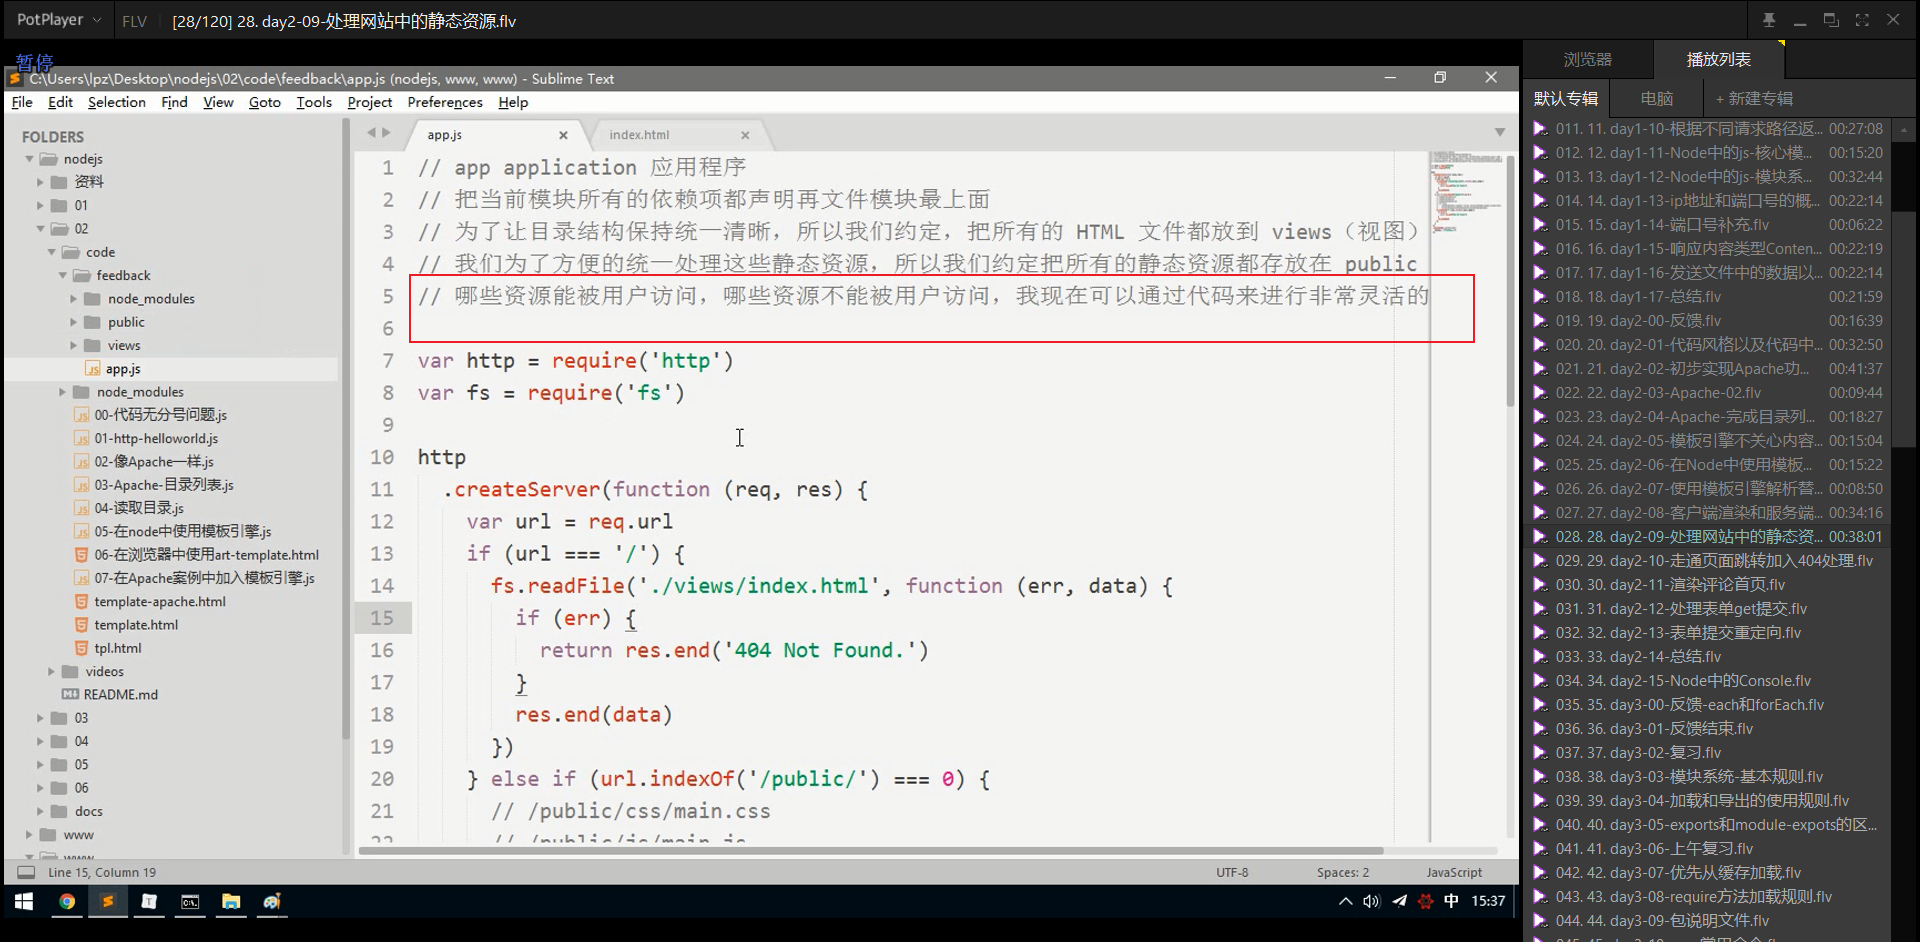 PotPlayer
FLV
[28/120] 28. day2-09-处理网站中的静态资源.flv
暂停
C:\Users\lpz\Desktop\nodejs\02\code\feedback\app.js (nodejs, www, www) - Sublime Text
File Edit Selection Find View Goto Tools Project Preferences Help
FOLDERS
nodejs
资料
01
02
code
feedback
node_modules
public
views
app.js
node_modules
00-代码无分号问题.js
01-http-helloworld.js
02-像Apache一样.js
03-Apache-目录列表.js
04-读取目录.js
05-在node中使用模板引擎.js
06-在浏览器中使用art-template.html
07-在Apache案例中加入模板引擎.js
template-apache.html
template.html
tpl.html
videos
README.md
03
04
05
06
docs
www
www
app.js
index.html
1 // app application 应用程序
2 // 把当前模块所有的依赖项都声明再文件模块最上面
3 // 为了让目录结构保持统一清晰，所以我们约定，把所有的 HTML 文件都放到 views（视图）
4 // 我们为了方便的统一处理这些静态资源，所以我们约定把所有的静态资源都存放在 public
5 // 哪些资源能被用户访问，哪些资源不能被用户访问，我现在可以通过代码来进行非常灵活的
6
7 var http = require('http')
8 var fs = require('fs')
9
10 http
11 .createServer(function (req, res) {
12 var url = req.url
13 if (url === '/') {
14 fs.readFile('./views/index.html', function (err, data) {
15 if (err) {
16 return res.end('404 Not Found.')
17 }
18 res.end(data)
19 })
20 } else if (url.indexOf('/public/') === 0) {
21 // /public/css/main.css
22 // /public/js/main.js
Line 15, Column 19
UTF-8
Spaces: 2
JavaScript
中
15:37
浏览器
播放列表
默认专辑
电脑
+ 新建专辑
011. 11. day1-10-根据不同请求路径返... 00:27:08
012. 12. day1-11-Node中的js-核心模... 00:15:20
013. 13. day1-12-Node中的js-模块系... 00:32:44
014. 14. day1-13-ip地址和端口号的概... 00:22:14
015. 15. day1-14-端口号补充.flv 00:06:22
016. 16. day1-15-响应内容类型Conten... 00:22:19
017. 17. day1-16-发送文件中的数据以... 00:22:14
018. 18. day1-17-总结.flv 00:21:59
019. 19. day2-00-反馈.flv 00:16:39
020. 20. day2-01-代码风格以及代码中... 00:32:50
021. 21. day2-02-初步实现Apache功... 00:41:37
022. 22. day2-03-Apache-02.flv 00:09:44
023. 23. day2-04-Apache-完成目录列... 00:18:27
024. 24. day2-05-模板引擎不关心内容... 00:15:04
025. 25. day2-06-在Node中使用模板... 00:15:22
026. 26. day2-07-使用模板引擎解析替... 00:08:50
027. 27. day2-08-客户端渲染和服务端... 00:34:16
028. 28. day2-09-处理网站中的静态资... 00:38:01
029. 29. day2-10-走通页面跳转加入404处理.flv
030. 30. day2-11-渲染评论首页.flv
031. 31. day2-12-处理表单get提交.flv
032. 32. day2-13-表单提交重定向.flv
033. 33. day2-14-总结.flv
034. 34. day2-15-Node中的Console.flv
035. 35. day3-00-反馈-each和forEach.flv
036. 36. day3-01-反馈结束.flv
037. 37. day3-02-复习.flv
038. 38. day3-03-模块系统-基本规则.flv
039. 39. day3-04-加载和导出的使用规则.flv
040. 40. day3-05-exports和module-expots的区...
041. 41. day3-06-上午复习.flv
042. 42. day3-07-优先从缓存加载.flv
043. 43. day3-08-require方法加载规则.flv
044. 44. day3-09-包说明文件.flv